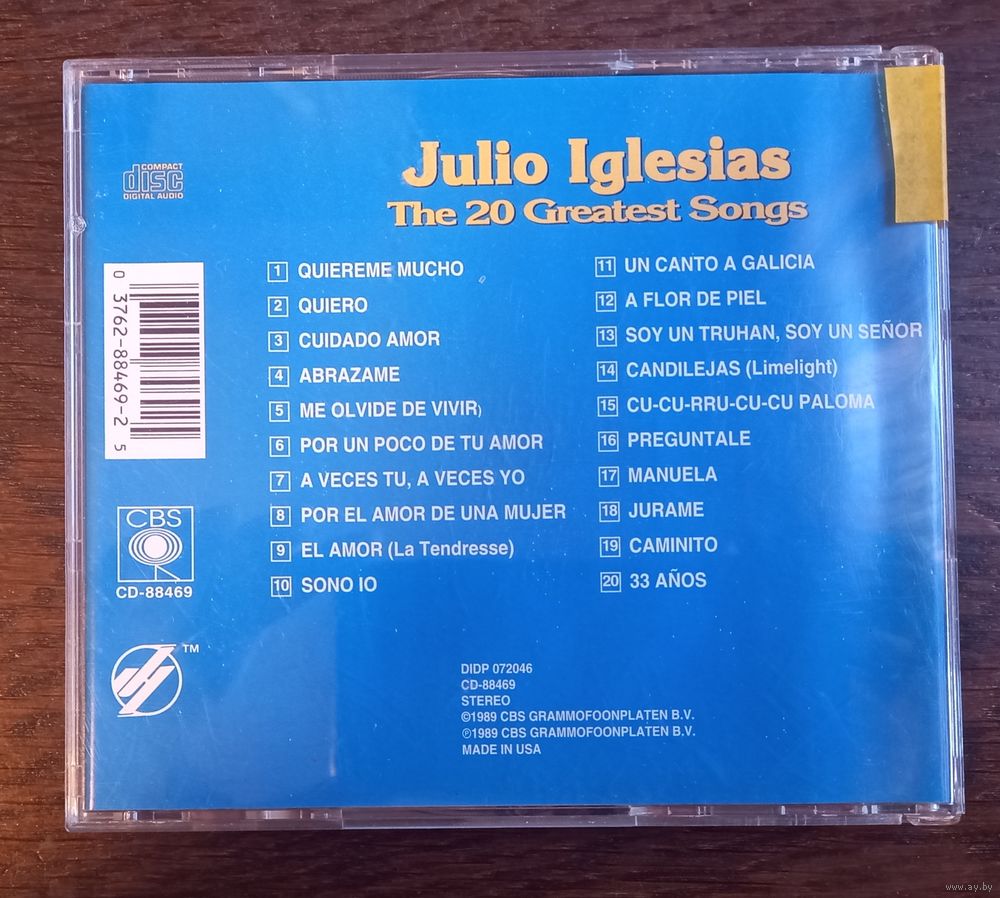 COMPACT
disc
DIGITAL AUDIO
Julio Iglesias
The 20 Greatest Songs
1 QUIEREME MUCHO
2 QUIERO
3 CUIDADO AMOR
4 ABRAZAME
5 ME OLVIDE DE VIVIR)
6 POR UN POCO DE TU AMOR
7 A VECES TU, A VECES YO
8 POR EL AMOR DE UNA MUJER
9 EL AMOR (La Tendresse)
10 SONO IO
11 UN CANTO A GALICIA
12 A FLOR DE PIEL
13 SOY UN TRUHAN, SOY UN SEÑOR
14 CANDILEJAS (Limelight)
15 CU-CU-RRU-CU-CU PALOMA
16 PREGUNTALE
17 MANUELA
18 JURAME
19 CAMINITO
20 33 AÑOS
0 3762-88469-2 5
CBS
CD-88469
TM
DIDP 072046
CD-88469
STEREO
©1989 CBS GRAMMOFOONPLATEN B.V.
℗1989 CBS GRAMMOFOONPLATEN B.V.
MADE IN USA
www.ay.by